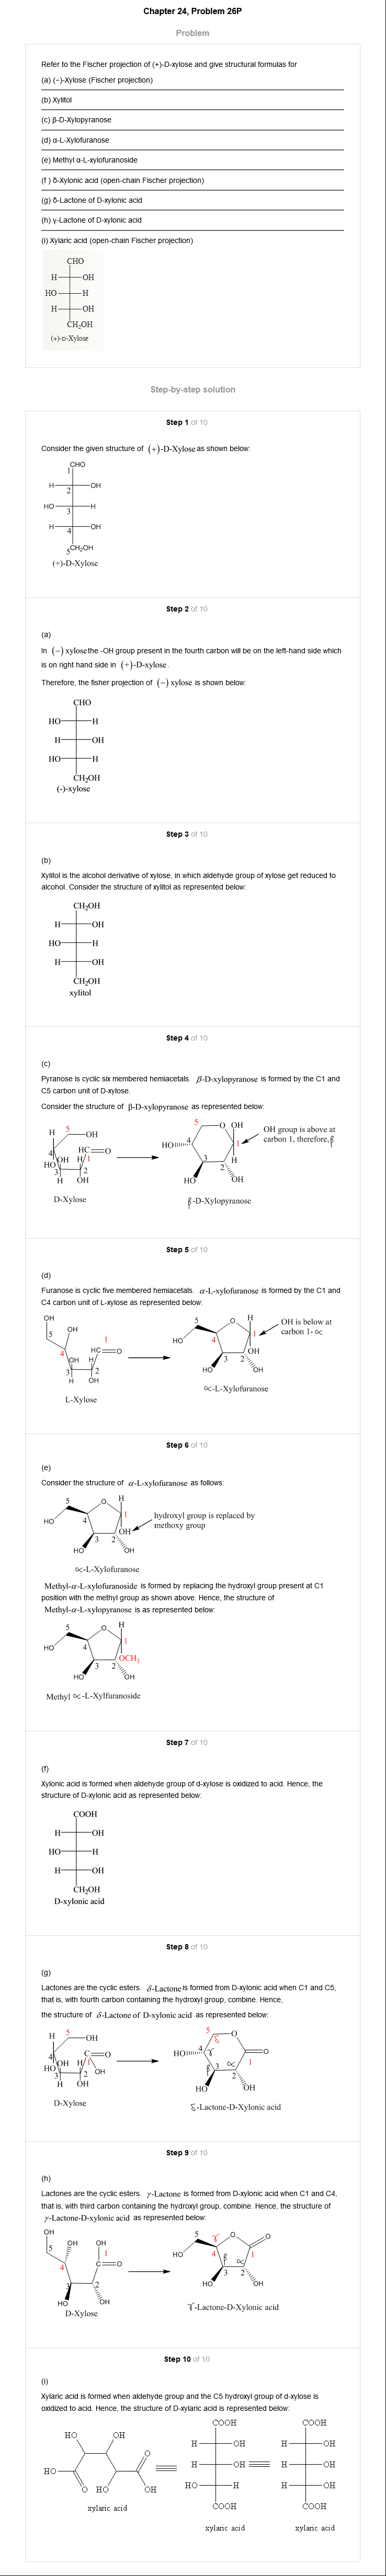 Chapter 24, Problem 26P
Problem
Refer to the Fischer projection of (+)-D-xylose and give structural formulas for
(a) (−)-Xylose (Fischer projection)
(b) Xylitol
(c) β-D-Xylopyranose
(d) α-L-Xylofuranose
(e) Methyl α-L-xylofuranoside
(f ) δ-Xylonic acid (open-chain Fischer projection)
(g) δ-Lactone of D-xylonic acid
(h) γ-Lactone of D-xylonic acid
(i) Xylaric acid (open-chain Fischer projection)
CHO
H OH
HO H
H OH
CH₂OH
(+)-D-Xylose
Step-by-step solution
Step 1 of 10
Consider the given structure of (+)-D-Xylose as shown below:
CHO
1
H OH
2
HO H
3
H OH
4
5 CH₂OH
(+)-D-Xylose
Step 2 of 10
(a)
In (−) xylose the -OH group present in the fourth carbon will be on the left-hand side which
is on right hand side in (+)-D-xylose.
Therefore, the fisher projection of (−) xylose is shown below:
CHO
HO H
H OH
HO H
CH₂OH
(-)-xylose
Step 3 of 10
(b)
Xylitol is the alcohol derivative of xylose, in which aldehyde group of xylose get reduced to
alcohol. Consider the structure of xylitol as represented below:
CH₂OH
H OH
HO H
H OH
CH₂OH
xylitol
Step 4 of 10
(c)
Pyranose is cyclic six membered hemiacetals. β-D-xylopyranose is formed by the C1 and
C5 carbon unit of D-xylose.
Consider the structure of β-D-xylopyranose as represented below:
H 5 OH
4 HC=O
HO OH H 1
3 2
H OH
D-Xylose
5 O OH
HO 4 1
3 H
2
HO OH
β-D-Xylopyranose
OH group is above at
carbon 1, therefore, β
Step 5 of 10
(d)
Furanose is cyclic five membered hemiacetals. α-L-xylofuranose is formed by the C1 and
C4 carbon unit of L-xylose as represented below:
OH
5 OH
4 1
HC=O
OH H
3 2
H OH
L-Xylose
5 O H
HO 4 1
OH
3 2
HO OH
∝-L-Xylofuranose
OH is below at
carbon 1- ∝
Step 6 of 10
(e)
Consider the structure of α-L-xylofuranose as follows:
5 O H
HO 4 1
OH
3 2
HO OH
∝-L-Xylofuranose
hydroxyl group is replaced by
methoxy group
Methyl-α-L-xylofuranoside is formed by replacing the hydroxyl group present at C1
position with the methyl group as shown above. Hence, the structure of
Methyl-α-L-xylopyranose is as represented below:
5 O H
HO 4 1
OCH₃
3 2
HO OH
Methyl ∝-L-Xylfuranoside
Step 7 of 10
(f)
Xylonic acid is formed when aldehyde group of d-xylose is oxidized to acid. Hence, the
structure of D-xylonic acid as represented below:
COOH
H OH
HO H
H OH
CH₂OH
D-xylonic acid
Step 8 of 10
(g)
Lactones are the cyclic esters. δ-Lactone is formed from D-xylonic acid when C1 and C5,
that is, with fourth carbon containing the hydroxyl group, combine. Hence,
the structure of δ-Lactone of D-xylonic acid as represented below:
H 5 OH
4 C=O
HO OH H 1 OH
3 2
H OH
D-Xylose
5 O
HO 4 γ O
β 3 ∝ 1
2
HO OH
δ-Lactone-D-Xylonic acid
Step 9 of 10
(h)
Lactones are the cyclic esters. γ-Lactone is formed from D-xylonic acid when C1 and C4,
that is, with third carbon containing the hydroxyl group, combine. Hence, the structure of
γ-Lactone-D-xylonic acid as represented below:
OH
5 OH OH
4 1
C=O
3 2
HO OH
D-Xylose
5 γ O O
HO 4 β ∝ 1
3 2
HO OH
γ-Lactone-D-Xylonic acid
Step 10 of 10
(i)
Xylaric acid is formed when aldehyde group and the C5 hydroxyl group of d-xylose is
oxidized to acid. Hence, the structure of D-xylaric acid is represented below:
HO OH
HO O
O HO OH
xylaric acid
COOH
H OH
H OH
HO H
COOH
xylaric acid
COOH
H OH
H OH
H OH
COOH
xylaric acid